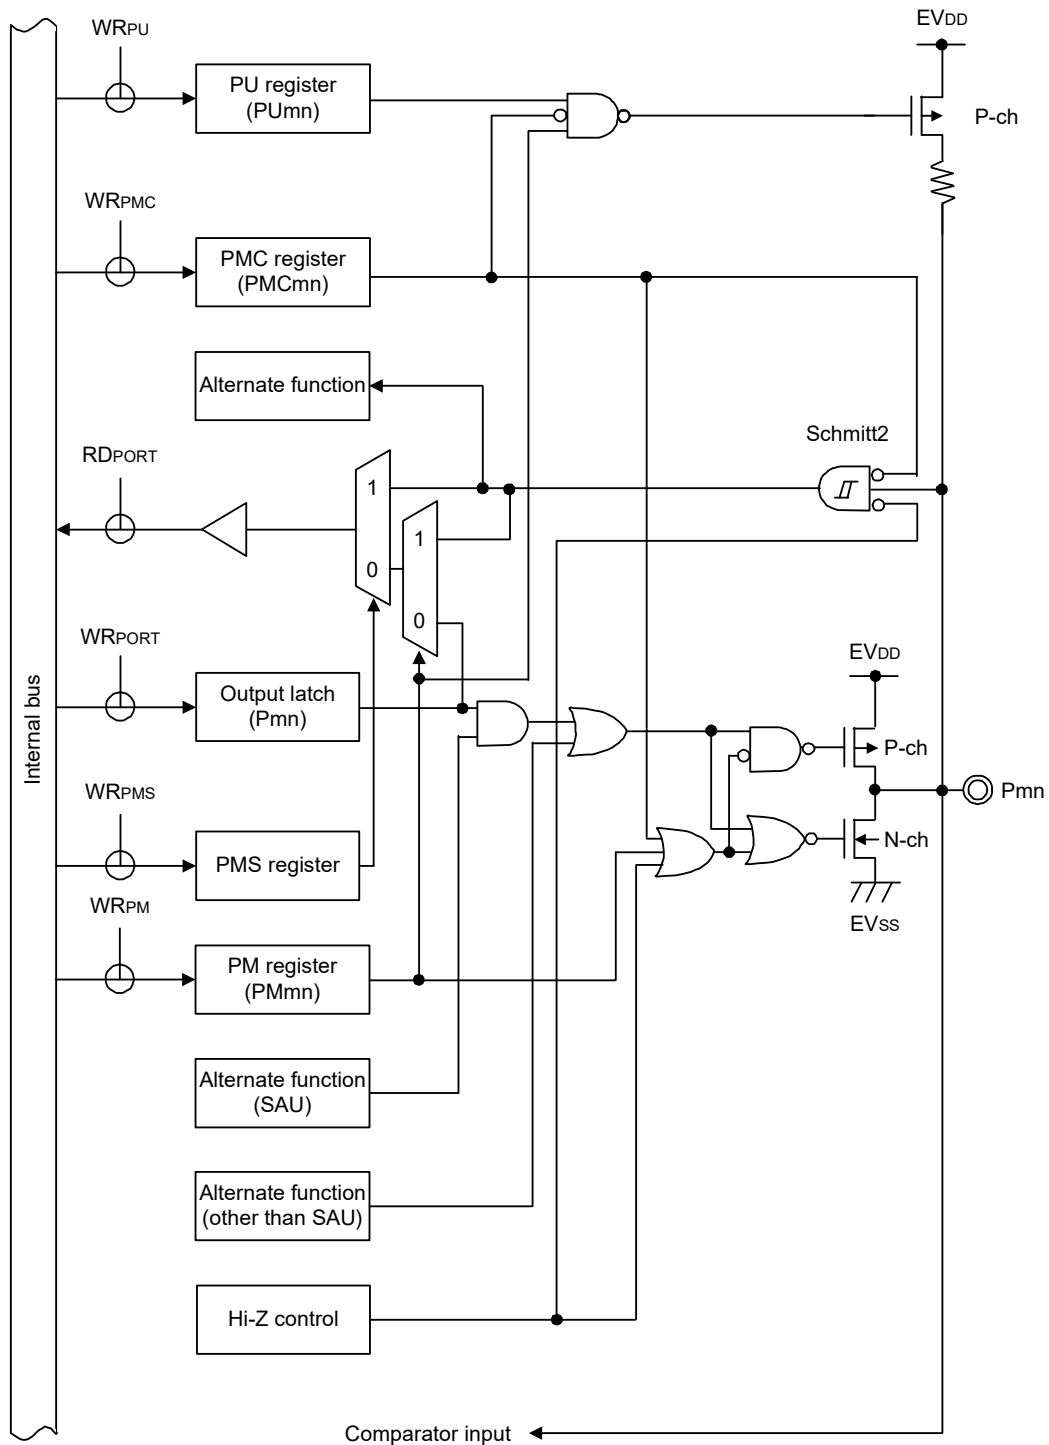 WRPU
EVDD
PU register
(PUmn)
P-ch
WRPMC
PMC register
(PMCmn)
Alternate function
Schmitt2
RDPORT
1
1
0
0
WRPORT
EVDD
Output latch
(Pmn)
Internal bus
P-ch
Pmn
WRPMS
PMS register
N-ch
WRPM
EVSS
PM register
(PMmn)
Alternate function
(SAU)
Alternate function
(other than SAU)
Hi-Z control
Comparator input